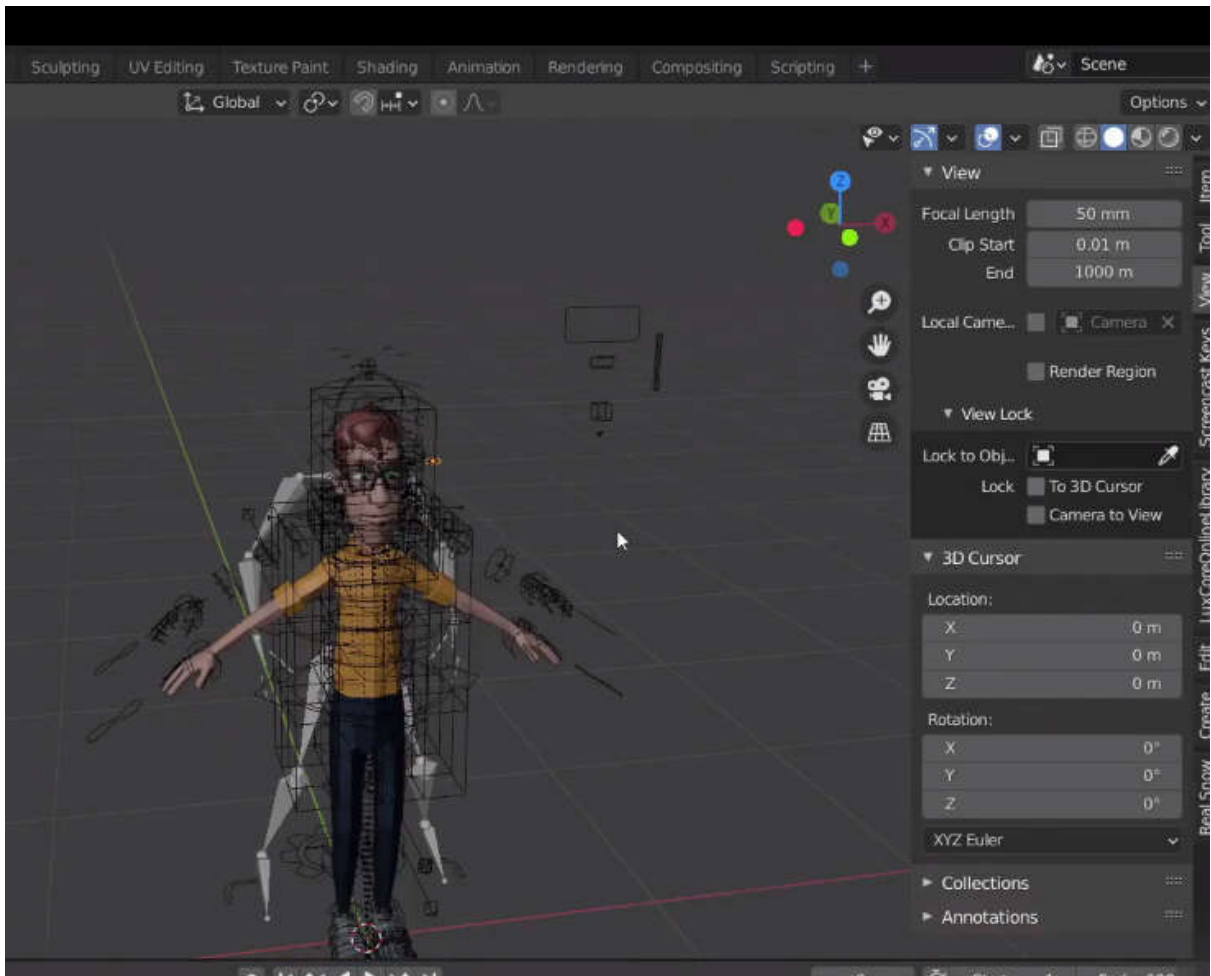 Sculpting UV Editing Texture Paint Shading Animation Rendering Compositing Scripting + Scene
Global Options
Z
Y
X
View
Focal Length 50 mm
Clip Start 0.01 m
End 1000 m
Local Came... Camera
Render Region
View Lock
Lock to Obj...
Lock To 3D Cursor
Camera to View
3D Cursor
Location:
X 0 m
Y 0 m
Z 0 m
Rotation:
X 0°
Y 0°
Z 0°
XYZ Euler
Collections
Annotations
Item
Tool
View
Screencast Keys
LuxCoreOnlineLibrary
Edit
Create
Real Snow